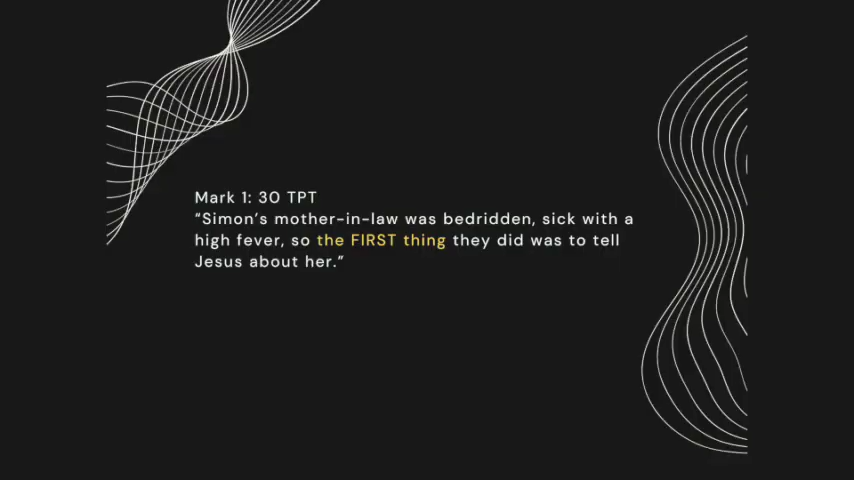 Mark 1: 30 TPT
“Simon’s mother-in-law was bedridden, sick with a
high fever, so the FIRST thing they did was to tell
Jesus about her.”